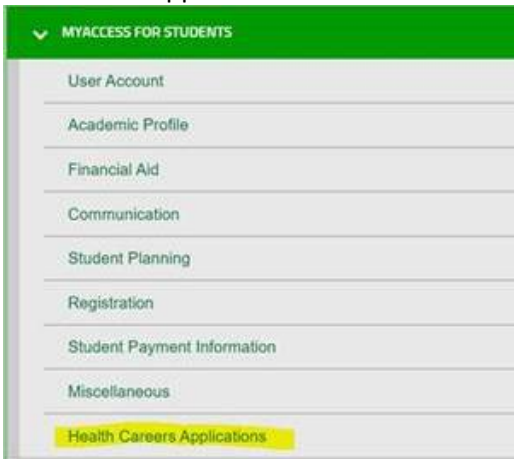 MYACCESS FOR STUDENTS
User Account
Academic Profile
Financial Aid
Communication
Student Planning
Registration
Student Payment Information
Miscellaneous
Health Careers Applications